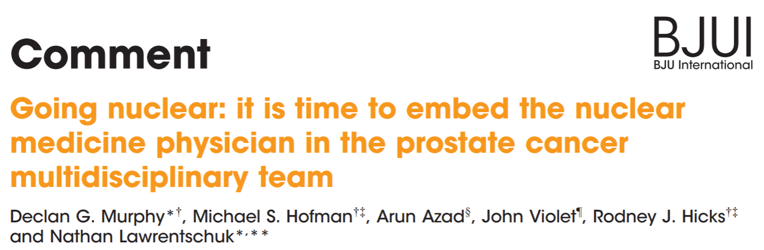 BJUI
BJU International
Comment
Going nuclear: it is time to embed the nuclear
medicine physician in the prostate cancer
multidisciplinary team
Declan G. Murphy*†, Michael S. Hofman†‡, Arun Azad§, John Violet¶, Rodney J. Hicks†‡
and Nathan Lawrentschuk*,**